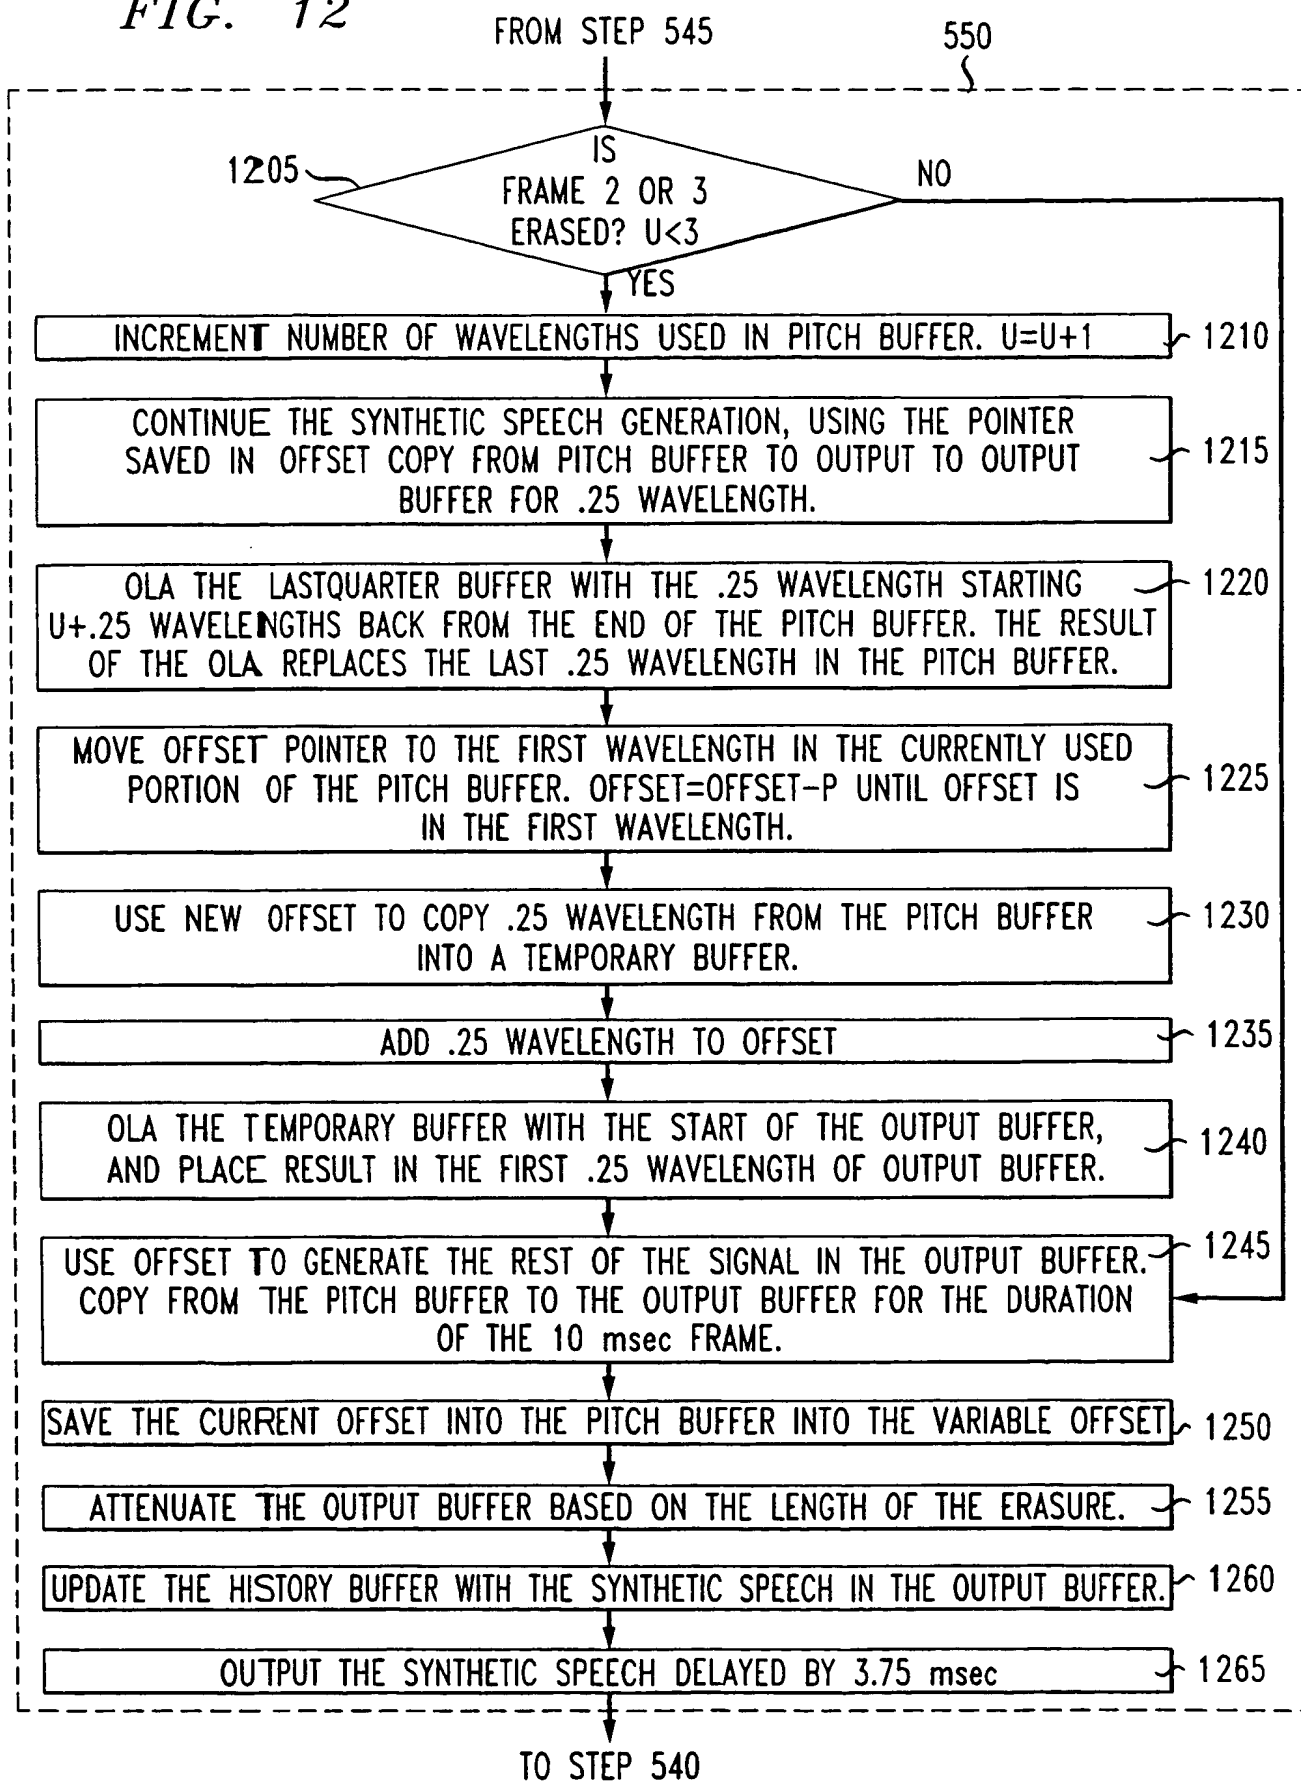 FIG. 12
FROM STEP 545
550
1205
IS
FRAME 2 OR 3
ERASED? U<3
NO
YES
INCREMENT NUMBER OF WAVELENGTHS USED IN PITCH BUFFER. U=U+1
1210
CONTINUE THE SYNTHETIC SPEECH GENERATION, USING THE POINTER
SAVED IN OFFSET COPY FROM PITCH BUFFER TO OUTPUT TO OUTPUT
BUFFER FOR .25 WAVELENGTH.
1215
OLA THE LASTQUARTER BUFFER WITH THE .25 WAVELENGTH STARTING
U+.25 WAVELENGTHS BACK FROM THE END OF THE PITCH BUFFER. THE RESULT
OF THE OLA REPLACES THE LAST .25 WAVELENGTH IN THE PITCH BUFFER.
1220
MOVE OFFSET POINTER TO THE FIRST WAVELENGTH IN THE CURRENTLY USED
PORTION OF THE PITCH BUFFER. OFFSET=OFFSET-P UNTIL OFFSET IS
IN THE FIRST WAVELENGTH.
1225
USE NEW OFFSET TO COPY .25 WAVELENGTH FROM THE PITCH BUFFER
INTO A TEMPORARY BUFFER.
1230
ADD .25 WAVELENGTH TO OFFSET
1235
OLA THE TEMPORARY BUFFER WITH THE START OF THE OUTPUT BUFFER,
AND PLACE RESULT IN THE FIRST .25 WAVELENGTH OF OUTPUT BUFFER.
1240
USE OFFSET TO GENERATE THE REST OF THE SIGNAL IN THE OUTPUT BUFFER.
COPY FROM THE PITCH BUFFER TO THE OUTPUT BUFFER FOR THE DURATION
OF THE 10 msec FRAME.
1245
SAVE THE CURRENT OFFSET INTO THE PITCH BUFFER INTO THE VARIABLE OFFSET
1250
ATTENUATE THE OUTPUT BUFFER BASED ON THE LENGTH OF THE ERASURE.
1255
UPDATE THE HISTORY BUFFER WITH THE SYNTHETIC SPEECH IN THE OUTPUT BUFFER.
1260
OUTPUT THE SYNTHETIC SPEECH DELAYED BY 3.75 msec
1265
TO STEP 540